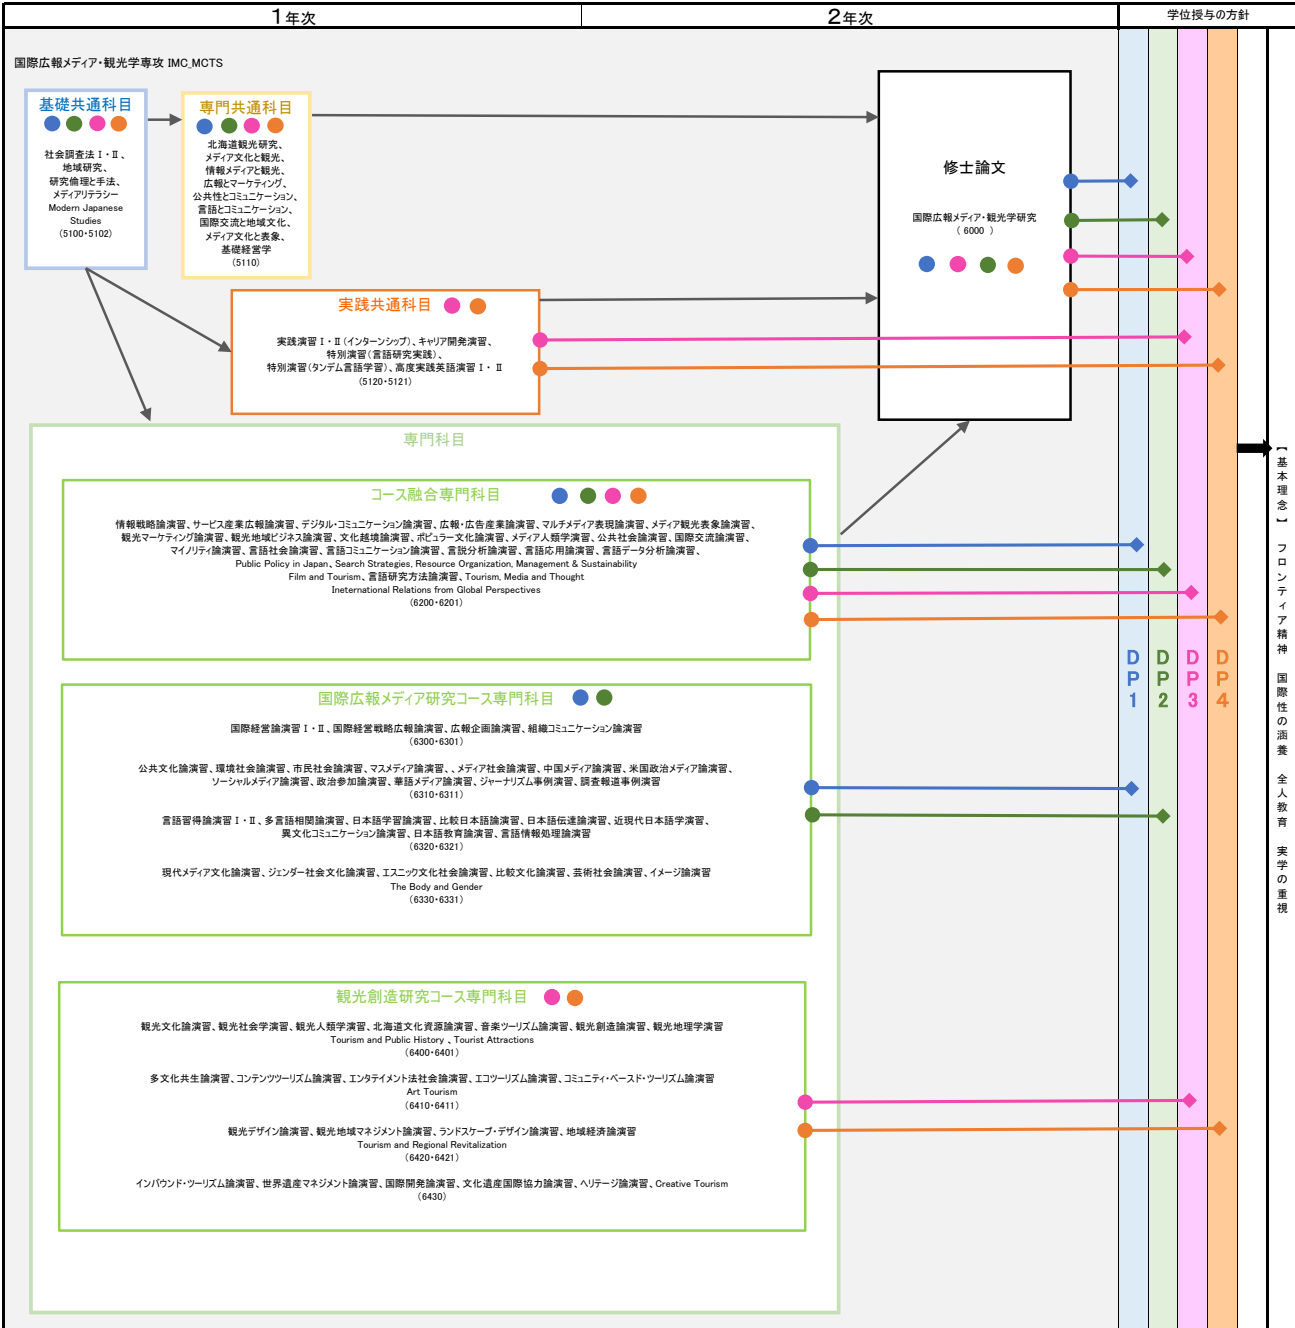 1年次
2年次
学位授与の方針
国際広報メディア・観光学専攻 IMC,MCTS
基礎共通科目
社会調査法Ⅰ・Ⅱ、
地域研究、
研究倫理と手法、
メディアリテラシー
Modern Japanese
Studies
(5100・5102)
専門共通科目
北海道観光研究、
メディア文化と観光、
情報メディアと観光、
広報とマーケティング、
公共性とコミュニケーション、
言語とコミュニケーション、
国際交流と地域文化、
メディア文化と表象、
基礎経営学
(5110)
修士論文
国際広報メディア・観光学研究
( 6000 )
実践共通科目
実践演習Ⅰ・Ⅱ(インターンシップ)、キャリア開発演習、
特別演習(言語研究実践)、
特別演習(タンデム言語学習)、高度実践英語演習Ⅰ・Ⅱ
(5120・5121)
専門科目
コース融合専門科目
情報戦略論演習、サービス産業広報論演習、デジタル・コミュニケーション論演習、広報・広告産業論演習、マルチメディア表現論演習、メディア観光表象論演習、
観光マーケティング論演習、観光地域ビジネス論演習、文化越境論演習、ポピュラー文化論演習、メディア人類学演習、公共社会論演習、国際交流論演習、
マイノリティ論演習、言語社会論演習、言語コミュニケーション論演習、言説分析論演習、言語応用論演習、言語データ分析論演習、
Public Policy in Japan、Search Strategies, Resource Organization, Management & Sustainability
Film and Tourism、言語研究方法論演習、Tourism, Media and Thought
Ineternational Relations from Global Perspectives
(6200・6201)
国際広報メディア研究コース専門科目
国際経営論演習Ⅰ・Ⅱ、国際経営戦略広報論演習、広報企画論演習、組織コミュニケーション論演習
(6300・6301)
公共文化論演習、環境社会論演習、市民社会論演習、マスメディア論演習、、メディア社会論演習、中国メディア論演習、米国政治メディア論演習、
ソーシャルメディア論演習、政治参加論演習、華語メディア論演習、ジャーナリズム事例演習、調査報道事例演習
(6310・6311)
言語習得論演習Ⅰ・Ⅱ、多言語相関論演習、日本語学習論演習、比較日本語論演習、日本語伝達論演習、近現代日本語学演習、
異文化コミュニケーション論演習、日本語教育論演習、言語情報処理論演習
(6320・6321)
現代メディア文化論演習、ジェンダー社会文化論演習、エスニック文化社会論演習、比較文化論演習、芸術社会論演習、イメージ論演習
The Body and Gender
(6330・6331)
観光創造研究コース専門科目
観光文化論演習、観光社会学演習、観光人類学演習、北海道文化資源論演習、音楽ツーリズム論演習、観光創造論演習、観光地理学演習
Tourism and Public History 、Tourist Attractions
(6400・6401)
多文化共生論演習、コンテンツツーリズム論演習、エンタテイメント法社会論演習、エコツーリズム論演習、コミュニティ・ベースド・ツーリズム論演習
Art Tourism
(6410・6411)
観光デザイン論演習、観光地域マネジメント論演習、ランドスケープ・デザイン論演習、地域経済論演習
Tourism and Regional Revitalization
(6420・6421)
インバウンド・ツーリズム論演習、世界遺産マネジメント論演習、国際開発論演習、文化遺産国際協力論演習、ヘリテージ論演習、Creative Tourism
(6430)
DP1
DP2
DP3
DP4
【基本理念】 フロンティア精神 国際性の涵養 全人教育 実学の重視